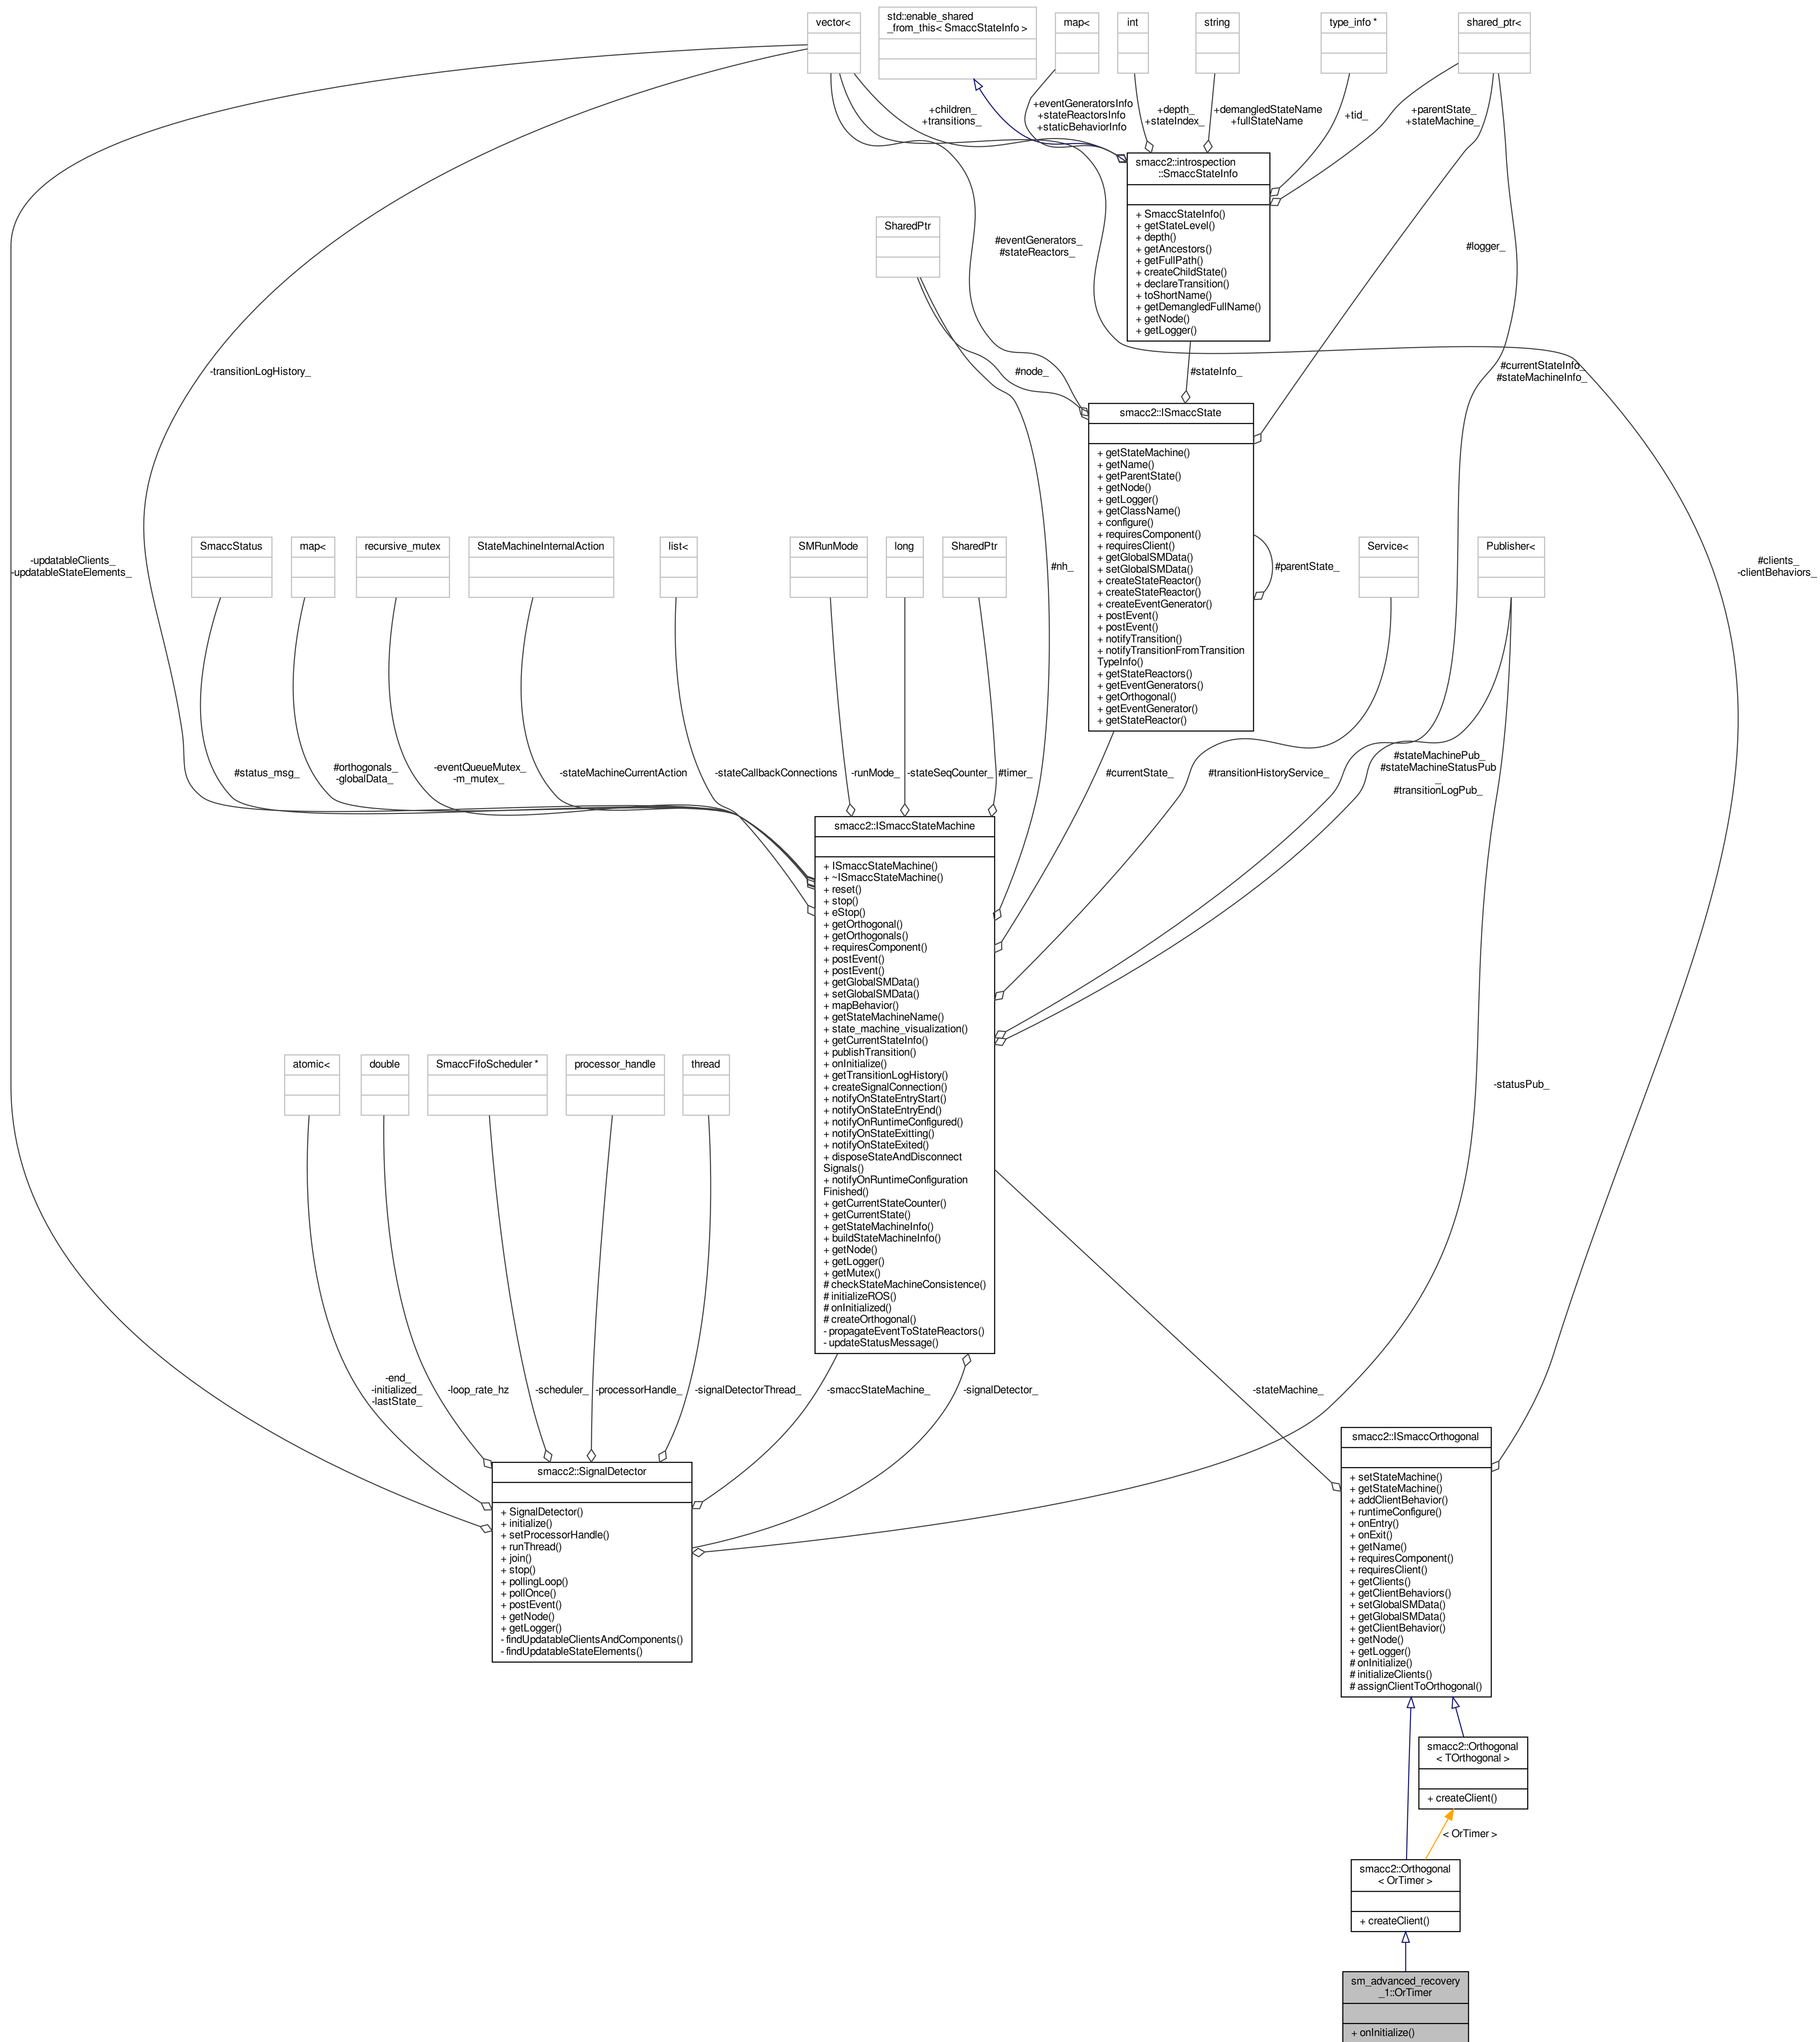 vector<
std::enable_shared
_from_this< SmaccStateInfo >
map<
int
string
type_info *
shared_ptr<
+children_
+transitions_
+eventGeneratorsInfo
+stateReactorsInfo
+staticBehaviorInfo
+depth_
+stateIndex_
+demangledStateName
+fullStateName
+tid_
+parentState_
+stateMachine_
smacc2::introspection
::SmaccStateInfo
+ SmaccStateInfo()
+ getStateLevel()
+ depth()
+ getAncestors()
+ getFullPath()
+ createChildState()
+ declareTransition()
+ toShortName()
+ getDemangledFullName()
+ getNode()
+ getLogger()
SharedPtr
#eventGenerators_
#stateReactors_
#logger_
-transitionLogHistory_
#node_
#stateInfo_
#currentStateInfo_
#stateMachineInfo_
smacc2::ISmaccState
+ getStateMachine()
+ getName()
+ getParentState()
+ getNode()
+ getLogger()
+ getClassName()
+ configure()
+ requiresComponent()
+ requiresClient()
+ getGlobalSMData()
+ setGlobalSMData()
+ createStateReactor()
+ createStateReactor()
+ createEventGenerator()
+ postEvent()
+ postEvent()
+ notifyTransition()
+ notifyTransitionFromTransition
TypeInfo()
+ getStateReactors()
+ getEventGenerators()
+ getOrthogonal()
+ getEventGenerator()
+ getStateReactor()
-updatableClients_
-updatableStateElements_
SmaccStatus
map<
recursive_mutex
StateMachineInternalAction
list<
SMRunMode
long
SharedPtr
#nh_
#parentState_
Service<
Publisher<
#clients_
-clientBehaviors_
#status_msg_
#orthogonals_
-globalData_
-eventQueueMutex_
-m_mutex_
-stateMachineCurrentAction
-stateCallbackConnections
-runMode_
-stateSeqCounter_
#timer_
#currentState_
#transitionHistoryService_
#stateMachinePub_
#stateMachineStatusPub
_
#transitionLogPub_
smacc2::ISmaccStateMachine
+ ISmaccStateMachine()
+ ~ISmaccStateMachine()
+ reset()
+ stop()
+ eStop()
+ getOrthogonal()
+ getOrthogonals()
+ requiresComponent()
+ postEvent()
+ postEvent()
+ getGlobalSMData()
+ setGlobalSMData()
+ mapBehavior()
+ getStateMachineName()
+ state_machine_visualization()
+ getCurrentStateInfo()
+ publishTransition()
+ onInitialize()
+ getTransitionLogHistory()
+ createSignalConnection()
+ notifyOnStateEntryStart()
+ notifyOnStateEntryEnd()
+ notifyOnRuntimeConfigured()
+ notifyOnStateExitting()
+ notifyOnStateExited()
+ disposeStateAndDisconnect
Signals()
+ notifyOnRuntimeConfiguration
Finished()
+ getCurrentStateCounter()
+ getCurrentState()
+ getStateMachineInfo()
+ buildStateMachineInfo()
+ getNode()
+ getLogger()
+ getMutex()
# checkStateMachineConsistence()
# initializeROS()
# onInitialized()
# createOrthogonal()
- propagateEventToStateReactors()
- updateStatusMessage()
atomic<
double
SmaccFifoScheduler *
processor_handle
thread
-statusPub_
-end_
-initialized_
-lastState_
-loop_rate_hz
-scheduler_
-processorHandle_
-signalDetectorThread_
-smaccStateMachine_
-signalDetector_
-stateMachine_
smacc2::SignalDetector
+ SignalDetector()
+ initialize()
+ setProcessorHandle()
+ runThread()
+ join()
+ stop()
+ pollingLoop()
+ pollOnce()
+ postEvent()
+ getNode()
+ getLogger()
- findUpdatableClientsAndComponents()
- findUpdatableStateElements()
smacc2::ISmaccOrthogonal
+ setStateMachine()
+ getStateMachine()
+ addClientBehavior()
+ runtimeConfigure()
+ onEntry()
+ onExit()
+ getName()
+ requiresComponent()
+ requiresClient()
+ getClients()
+ getClientBehaviors()
+ setGlobalSMData()
+ getGlobalSMData()
+ getClientBehavior()
+ getNode()
+ getLogger()
# onInitialize()
# initializeClients()
# assignClientToOrthogonal()
smacc2::Orthogonal
< TOrthogonal >
+ createClient()
< OrTimer >
smacc2::Orthogonal
< OrTimer >
+ createClient()
sm_advanced_recovery
_1::OrTimer
+ onInitialize()